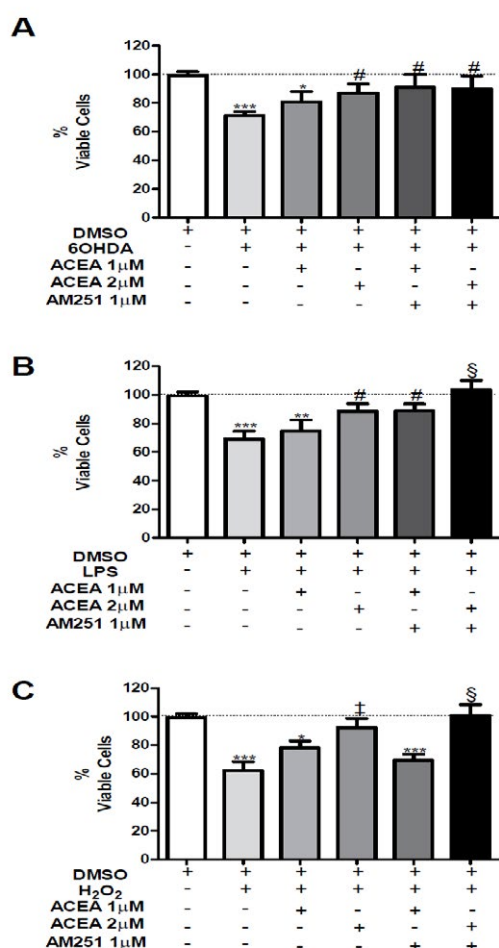 A
120
100
80
60
40
20
0
%
Viable Cells
*** * # # #
DMSO + + + + + +
6OHDA - + + + + +
ACEA 1μM - - + - + -
ACEA 2μM - - - + - +
AM251 1μM - - - - + +
B
120
100
80
60
40
20
0
%
Viable Cells
*** ** # # §
DMSO + + + + + +
LPS - + + + + +
ACEA 1μM - - + - + -
ACEA 2μM - - - + - +
AM251 1μM - - - - + +
C
120
100
80
60
40
20
0
%
Viable Cells
*** * ‡ *** §
DMSO + + + + + +
H₂O₂ - + + + + +
ACEA 1μM - - + - + -
ACEA 2μM - - - + - +
AM251 1μM - - - - + +